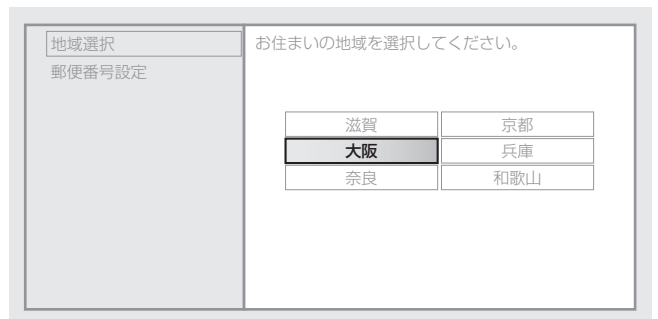 地域選択
郵便番号設定
お住まいの地域を選択してください。
滋賀 京都
大阪 兵庫
奈良 和歌山